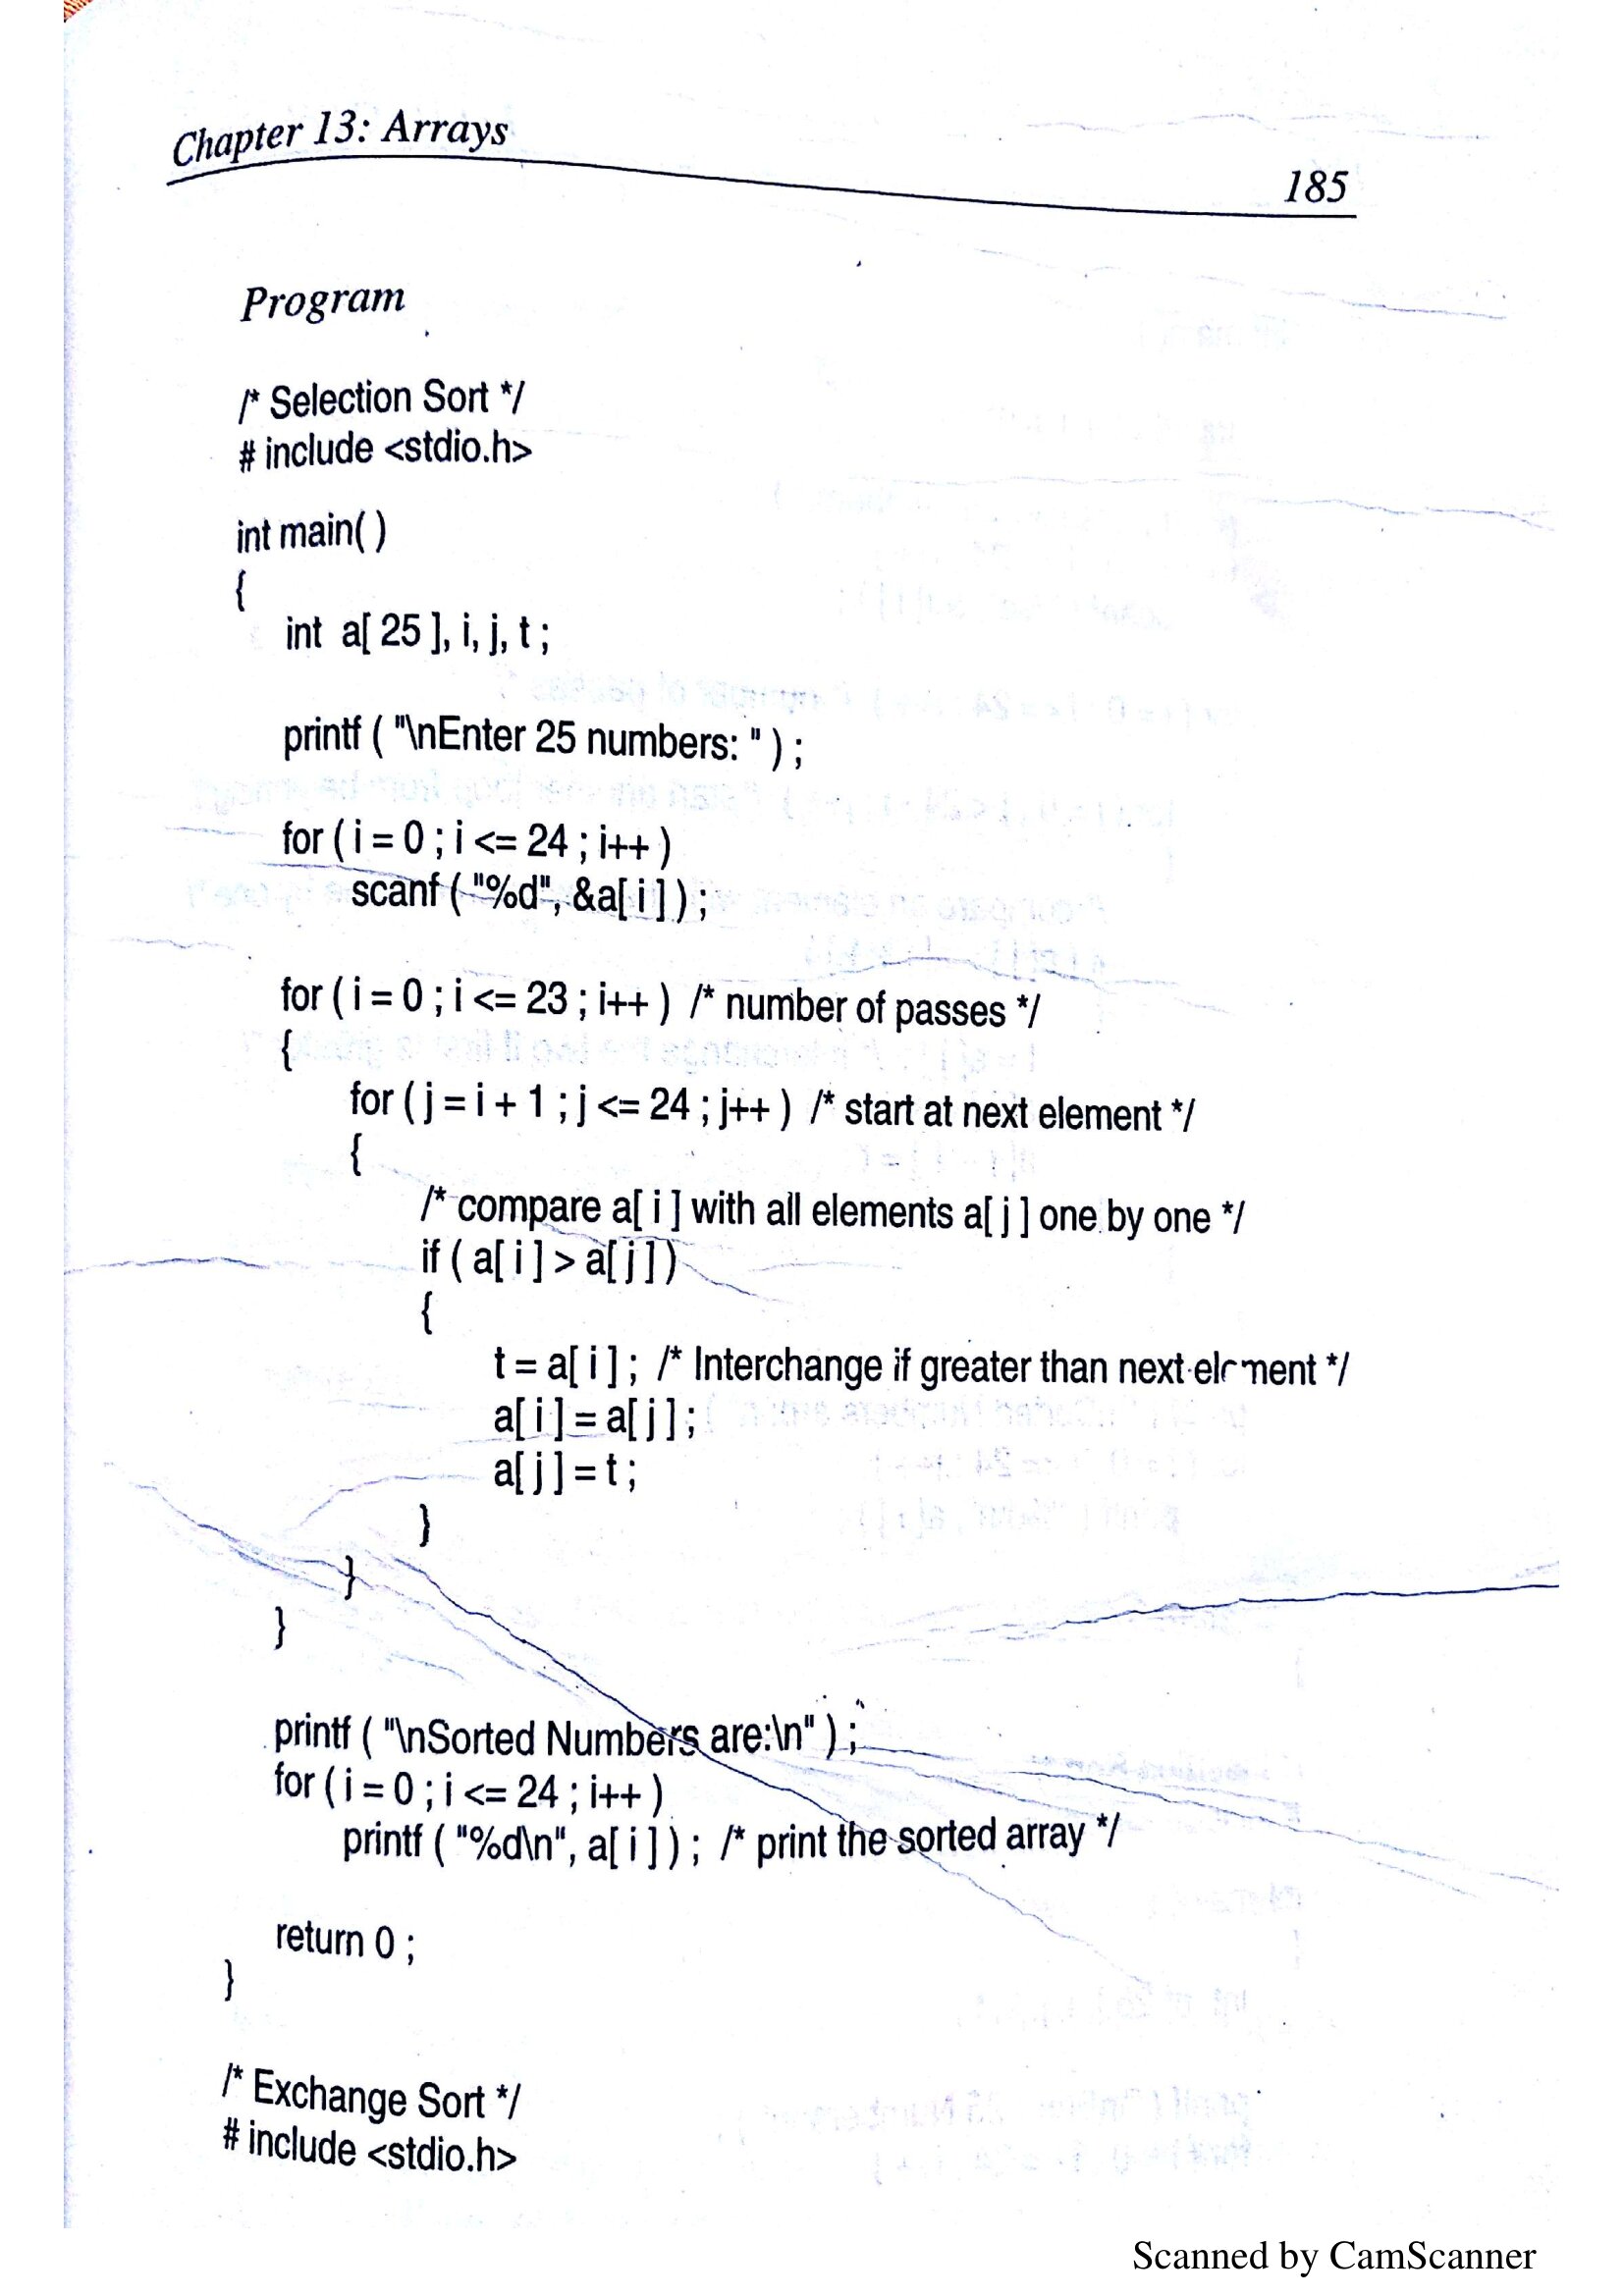 Chapter 13: Arrays
185
Program
/* Selection Sort */
# include <stdio.h>
int main( )
{
int a[ 25 ], i, j, t ;
printf ( "\nEnter 25 numbers: " ) ;
for ( i = 0 ; i <= 24 ; i++ )
scanf ( "%d", &a[ i ] ) ;
for ( i = 0 ; i <= 23 ; i++ ) /* number of passes */
{
for ( j = i + 1 ; j <= 24 ; j++ ) /* start at next element */
{
/* compare a[ i ] with all elements a[ j ] one by one */
if ( a[ i ] > a[ j ] )
{
t = a[ i ] ; /* Interchange if greater than next element */
a[ i ] = a[ j ] ;
a[ j ] = t ;
}
}
}
printf ( "\nSorted Numbers are:\n" ) ;
for ( i = 0 ; i <= 24 ; i++ )
printf ( "%d\n", a[ i ] ) ; /* print the sorted array */
return 0 ;
}
/* Exchange Sort */
# include <stdio.h>
Scanned by CamScanner